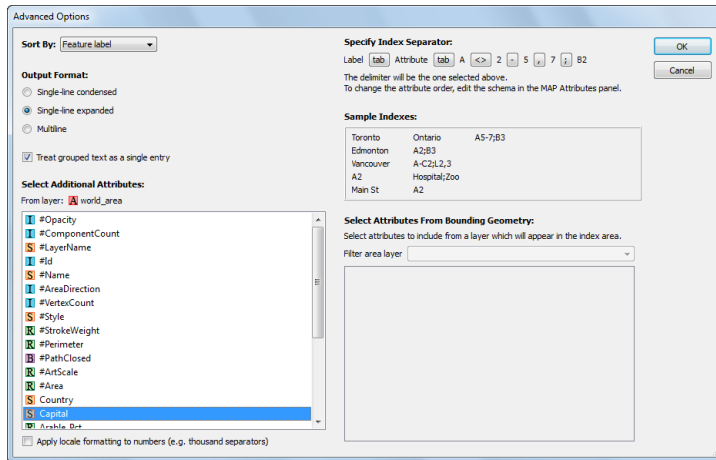 Advanced Options
Sort By: Feature label
Output Format:
Single-line condensed
Single-line expanded
Multiline
Treat grouped text as a single entry
Select Additional Attributes:
From layer: A world_area
I #Opacity
I #ComponentCount
S #LayerName
I #Id
S #Name
I #AreaDirection
I #VertexCount
S #Style
R #StrokeWeight
R #Perimeter
B #PathClosed
R #ArtScale
R #Area
S Country
S Capital
R Arable_Pct
Apply locale formatting to numbers (e.g. thousand separators)
Specify Index Separator:
Label tab Attribute tab A <> 2 - 5 , 7 ; B2
The delimiter will be the one selected above.
To change the attribute order, edit the schema in the MAP Attributes panel.
Sample Indexes:
Toronto Ontario A5-7;B3
Edmonton A2;B3
Vancouver A-C2;L2,3
A2 Hospital;Zoo
Main St A2
Select Attributes From Bounding Geometry:
Select attributes to include from a layer which will appear in the index area.
Filter area layer
OK
Cancel